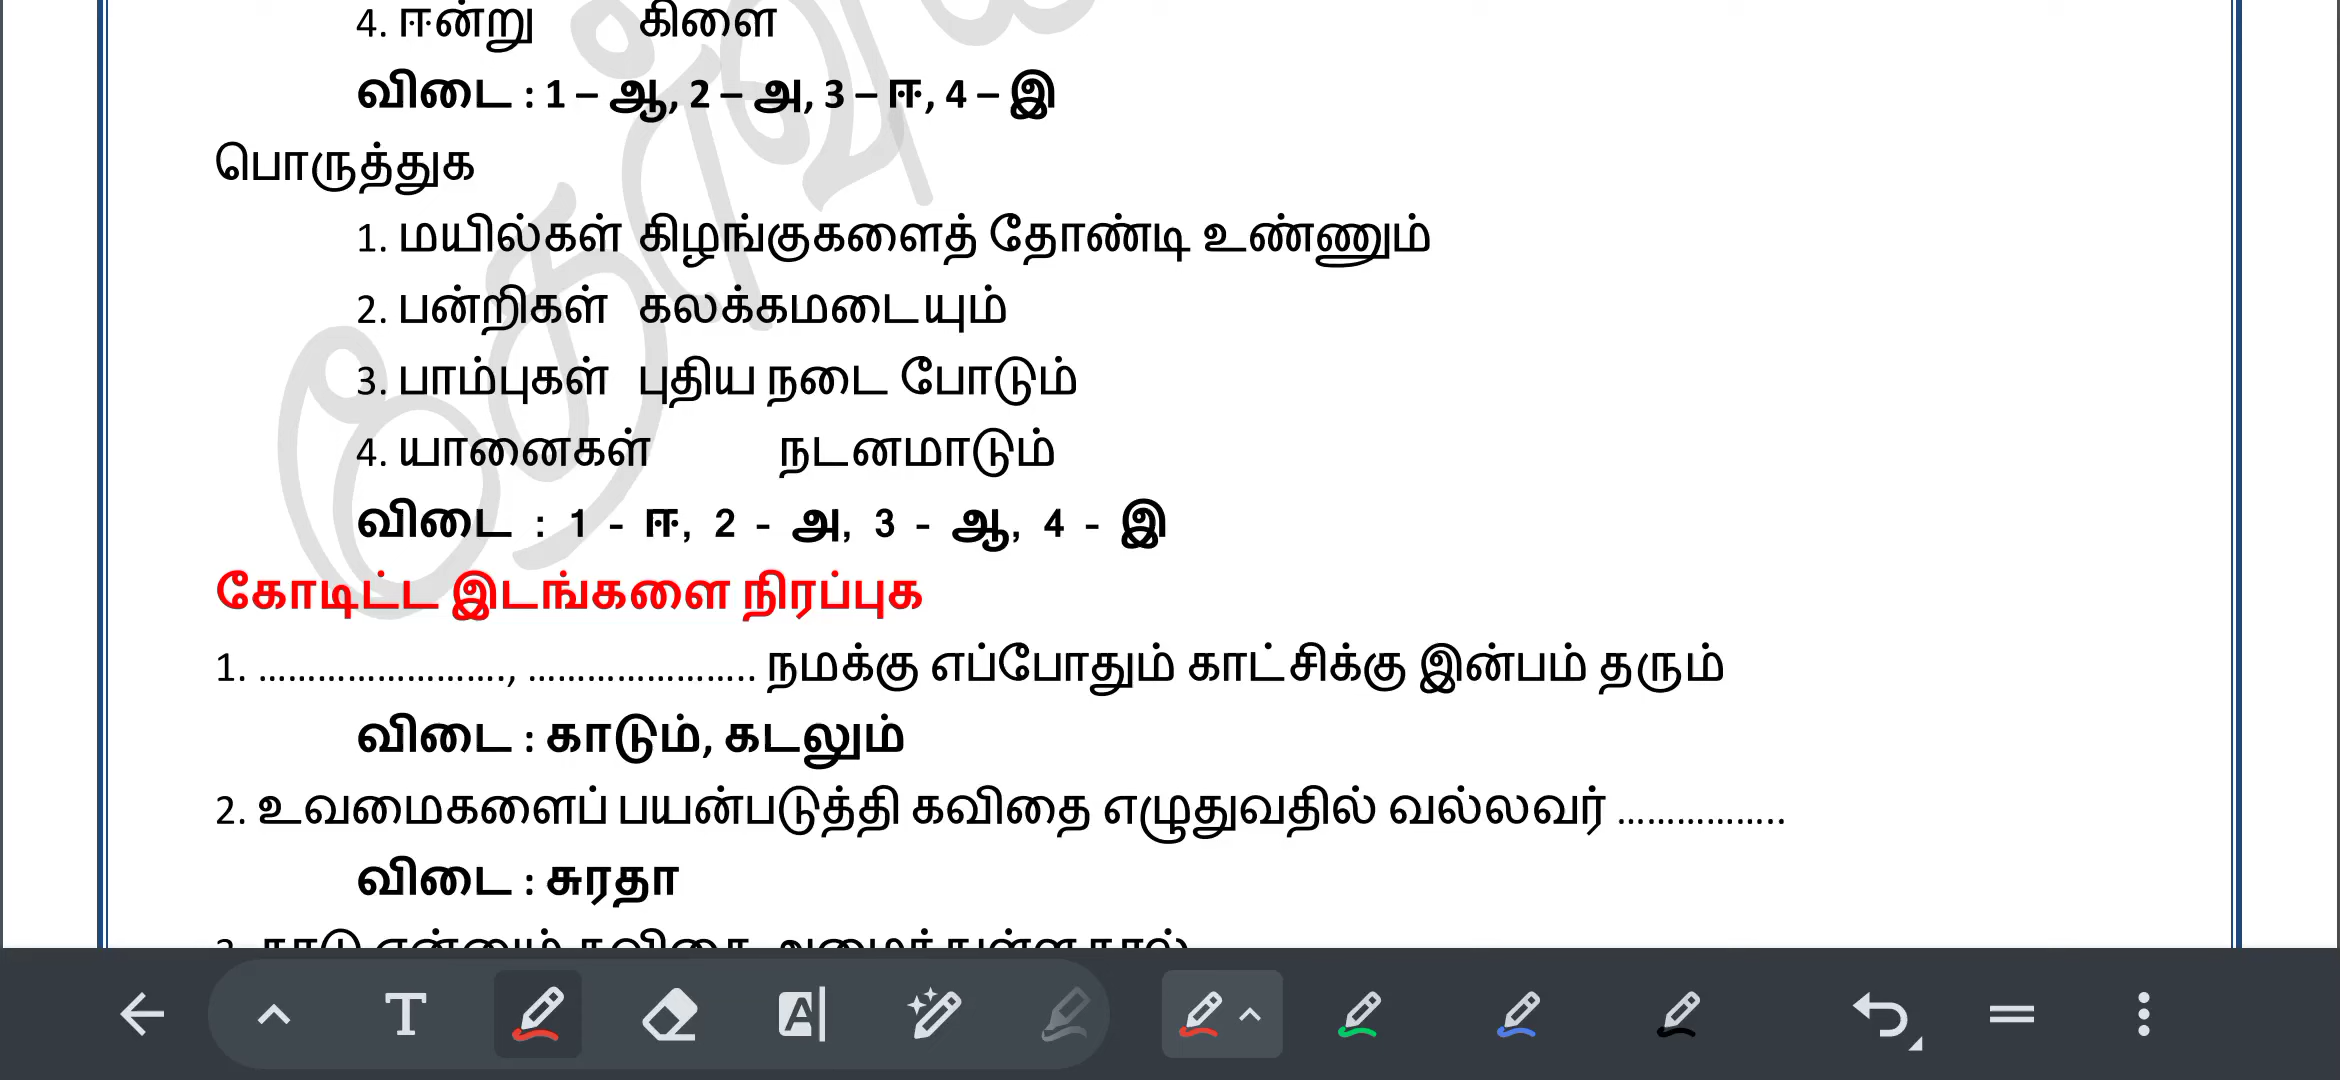 4. ஈன்று கிளை
விடை : 1 – ஆ, 2 – அ, 3 – ஈ, 4 – இ
பொருத்துக
1. மயில்கள் கிழங்குகளைத் தோண்டி உண்ணும்
2. பன்றிகள் கலக்கமடையும்
3. பாம்புகள் புதிய நடை போடும்
4. யானைகள் நடனமாடும்
விடை : 1 - ஈ, 2 - அ, 3 - ஆ, 4 - இ
கோடிட்ட இடங்களை நிரப்புக
1. ......................., ...................... நமக்கு எப்போதும் காட்சிக்கு இன்பம் தரும்
விடை : காடும், கடலும்
2. உவமைகளைப் பயன்படுத்தி கவிதை எழுதுவதில் வல்லவர் .................
விடை : சுரதா